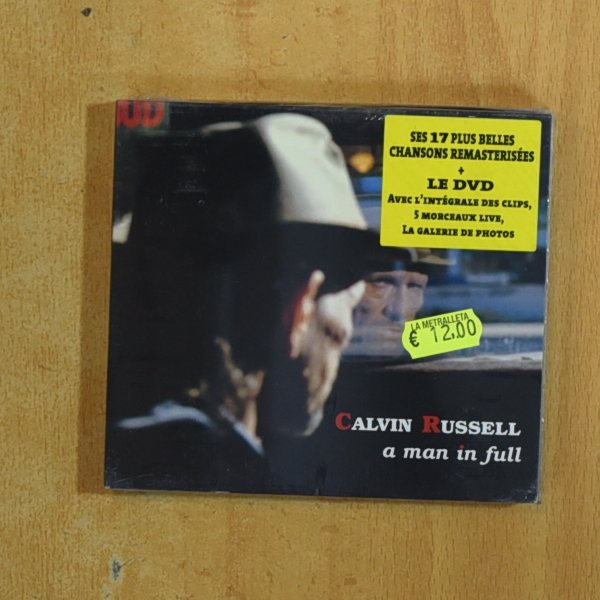 SES 17 PLUS BELLES
CHANSONS REMASTERISÉES
+
LE DVD
AVEC L'INTÉGRALE DES CLIPS,
5 MORCEAUX LIVE,
LA GALERIE DE PHOTOS
LA METRALLETA
€ 12,00
CALVIN RUSSELL
a man in full